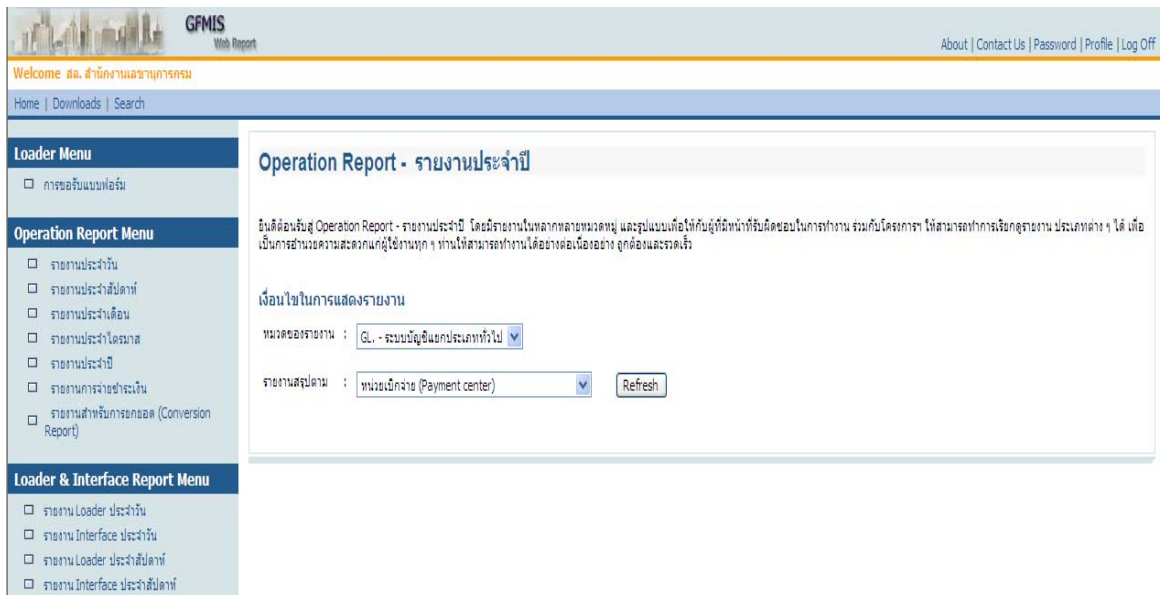 GFMIS
Web Report
About | Contact Us | Password | Profile | Log Off
Welcome สล. สำนักงานเลขานุการกรม
Home | Downloads | Search
Loader Menu
การขอรับแบบฟอร์ม
Operation Report Menu
รายงานประจำวัน
รายงานประจำสัปดาห์
รายงานประจำเดือน
รายงานประจำไตรมาส
รายงานประจำปี
รายงานการจ่ายชำระเงิน
รายงานสำหรับการยกยอด (Conversion
Report)
Loader & Interface Report Menu
รายงาน Loader ประจำวัน
รายงาน Interface ประจำวัน
รายงาน Loader ประจำสัปดาห์
รายงาน Interface ประจำสัปดาห์
Operation Report - รายงานประจำปี
ยินดีต้อนรับสู่ Operation Report - รายงานประจำปี โดยมีรายงานในหลากหลายหมวดหมู่ และรูปแบบเพื่อให้กับผู้ที่มีหน้าที่รับผิดชอบในการทำงาน ร่วมกับโครงการฯ ให้สามารถทำการเรียกดูรายงาน ประเภทต่าง ๆ ได้ เพื่อ
เป็นการอำนวยความสะดวกแก่ผู้ใช้งานทุก ๆ ท่านให้สามารถทำงานได้อย่างต่อเนื่องอย่าง ถูกต้องและรวดเร็ว
เงื่อนไขในการแสดงรายงาน
หมวดของรายงาน : GL. - ระบบบัญชีแยกประเภททั่วไป
รายงานสรุปตาม : หน่วยเบิกจ่าย (Payment center) Refresh